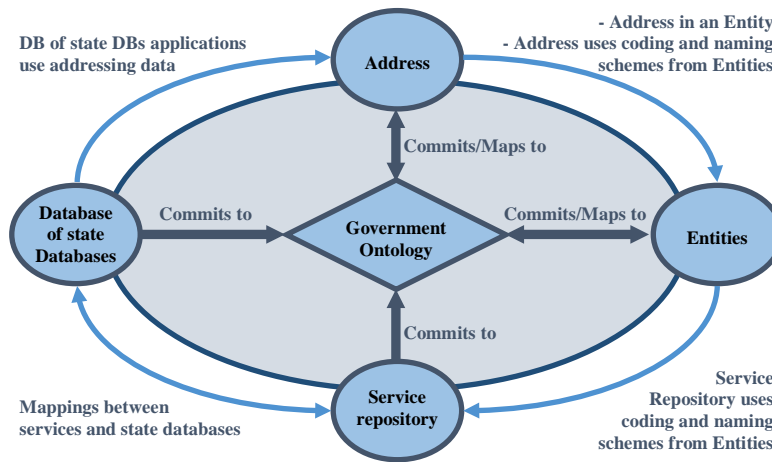 DB of state DBs applications
use addressing data
- Address in an Entity
- Address uses coding and naming
schemes from Entities
Address
Commits/Maps to
Database
of state
Databases
Commits to
Government
Ontology
Commits/Maps to
Entities
Commits to
Mappings between
services and state databases
Service
repository
Service
Repository uses
coding and naming
schemes from Entities